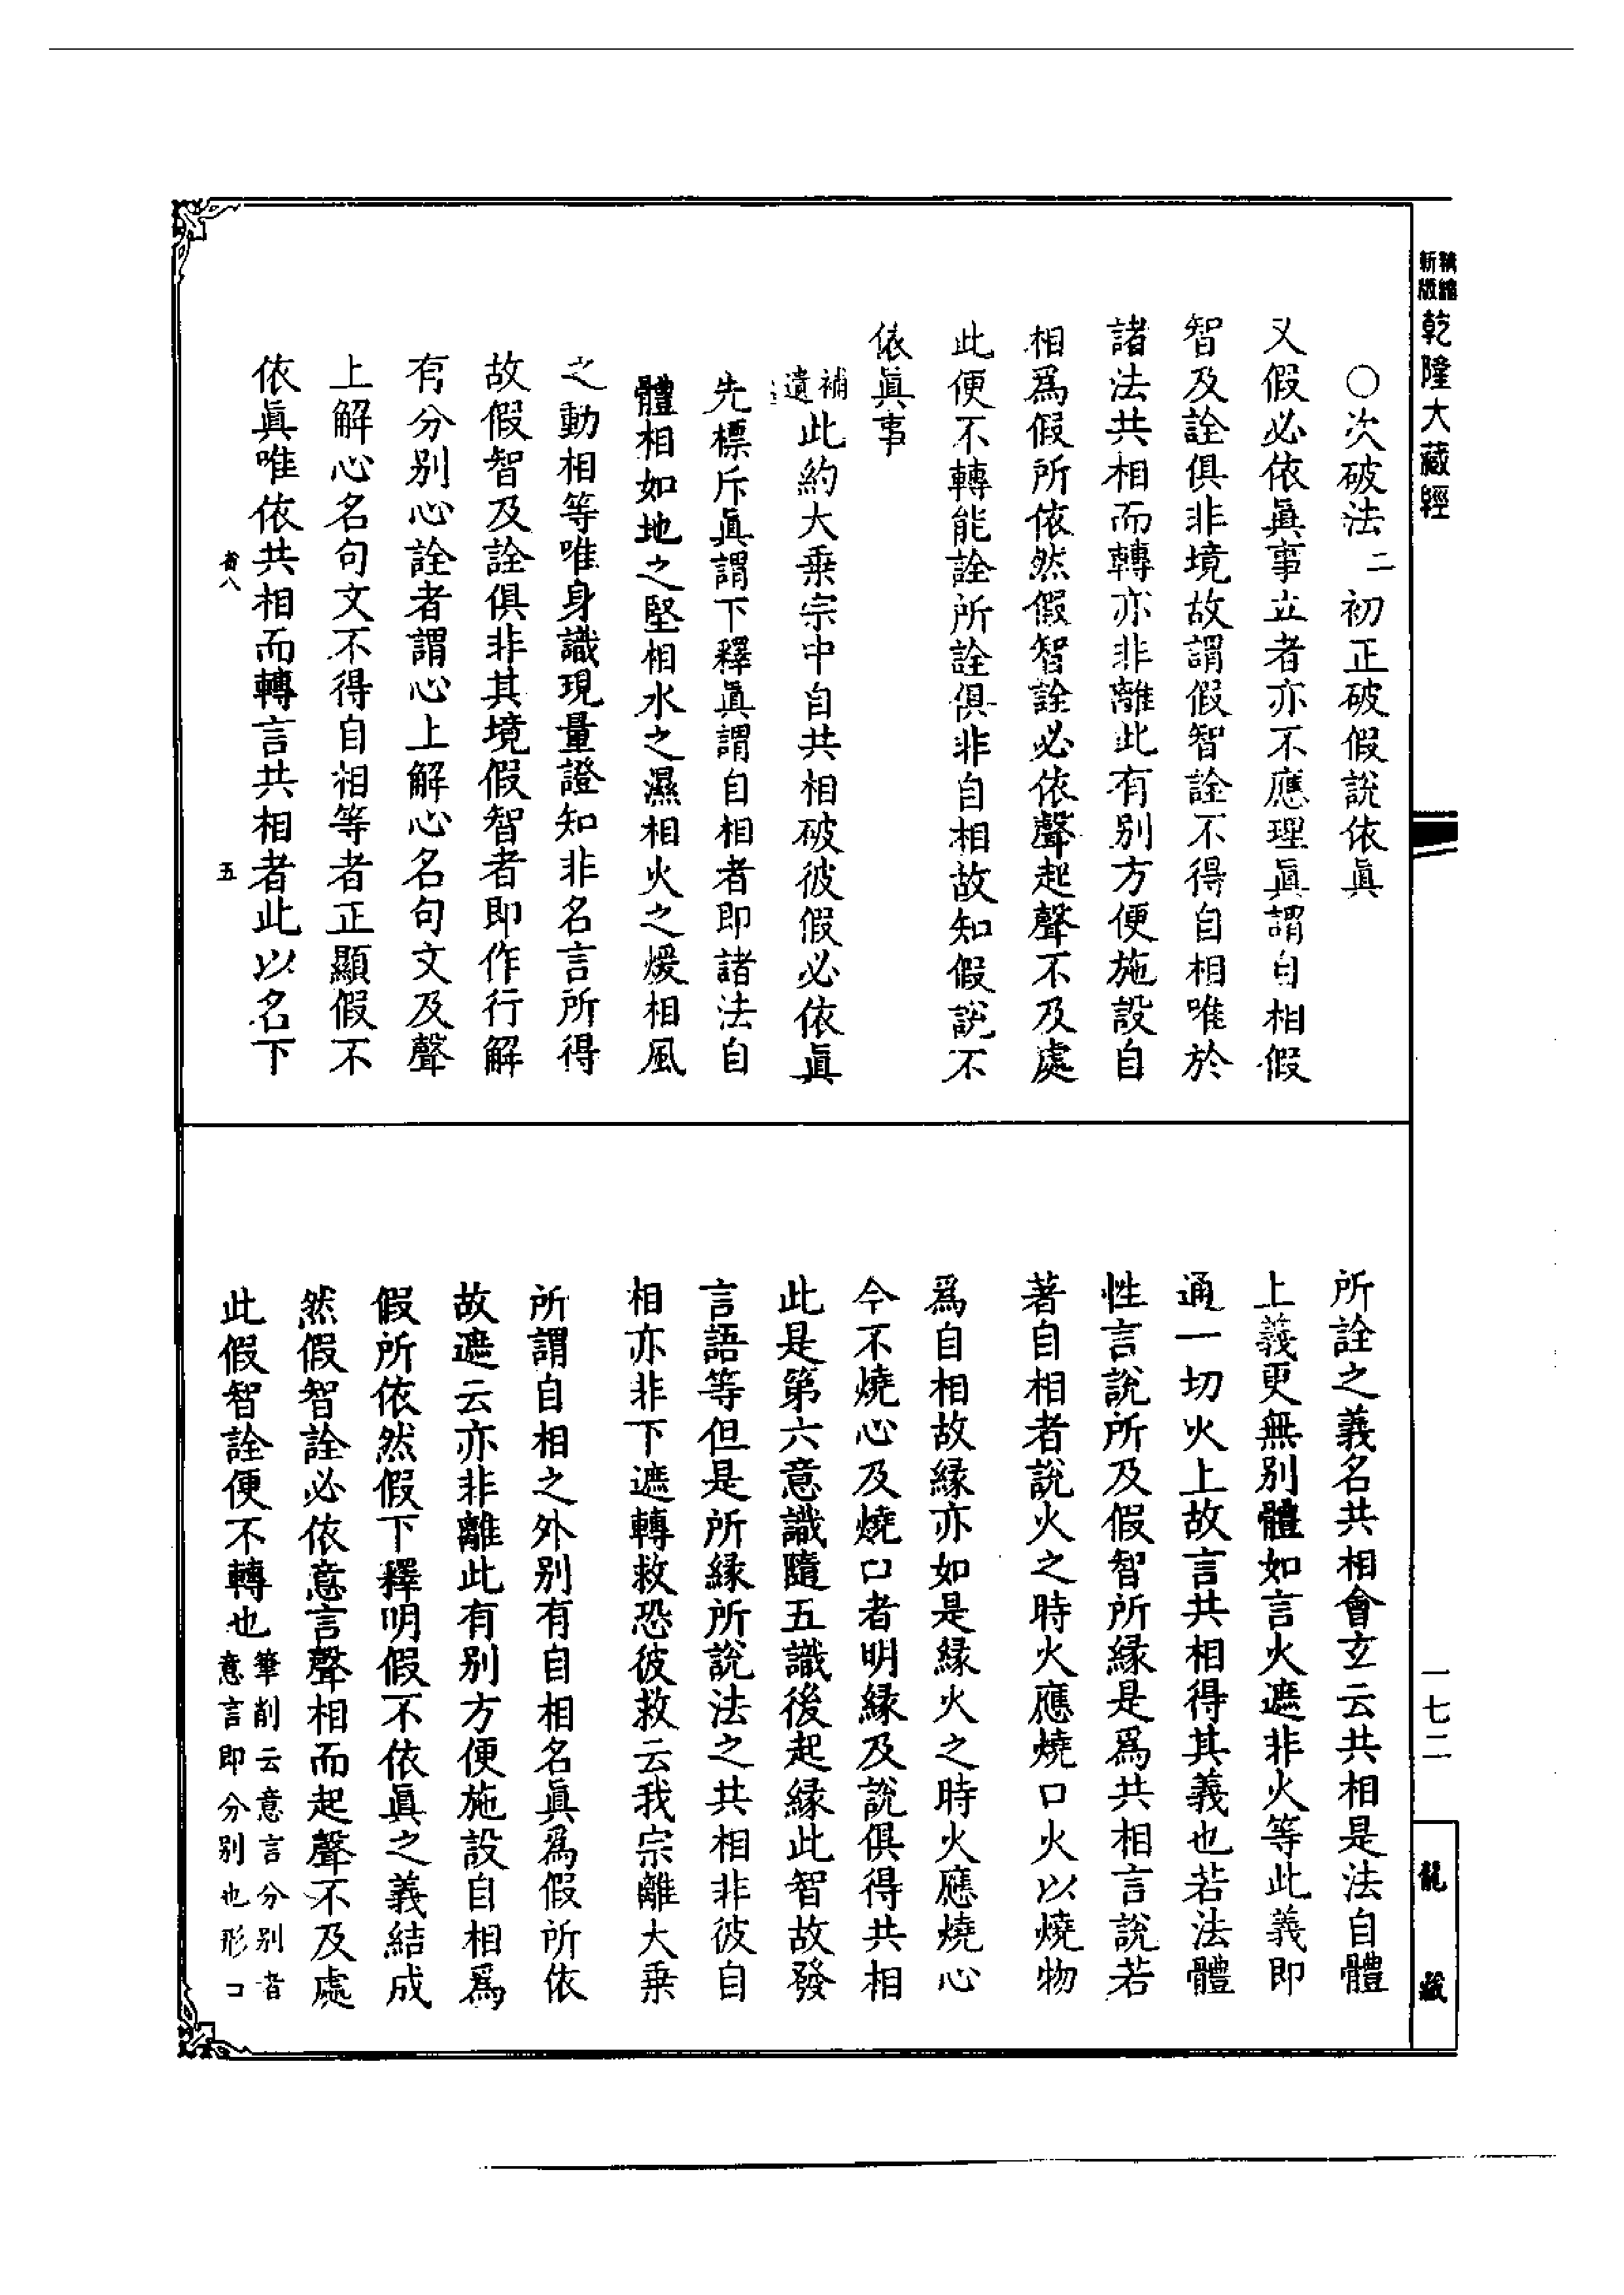 精縮
新版
乾隆大藏經
○次破法二初正破假說依眞
又假必依眞事立者亦不應理眞謂自相假
智及詮俱非境故謂假智詮不得自相唯於
諸法共相而轉亦非離此有別方便施設自
相爲假所依然假智詮必依聲起聲不及處
此便不轉能詮所詮俱非自相故知假說不
依眞事
補遺此約大乗宗中自共相破彼假必依眞
先標斥眞謂下釋眞謂自相者即諸法自
體相如地之堅相水之濕相火之煖相風
之動相等唯身識現量證知非名言所得
故假智及詮俱非其境假智者即作行解
有分別心詮者謂心上解心名句文及聲
上解心名句文不得自相等者正顯假不
依眞唯依共相而轉言共相者此以名下
省八
五
所詮之義名共相會玄云共相是法自體
上義更無別體如言火遮非火等此義即
通一切火上故言共相得其義也若法體
性言說所及假智所緣是爲共相言說若
著自相者說火之時火應燒口火以燒物
爲自相故緣亦如是緣火之時火應燒心
今不燒心及燒口者明緣及說俱得共相
此是第六意識隨五識後起緣此智故發
言語等但是所緣所說法之共相非彼自
相亦非下遮轉救恐彼救云我宗離大乗
所謂自相之外別有自相名眞爲假所依
故遮云亦非離此有別方便施設自相爲
假所依然假下釋明假不依眞之義結成
然假智詮必依意言聲相而起聲不及處
此假智詮便不轉也筆削云意言分別者意言即分別也形口
一七二
龍藏